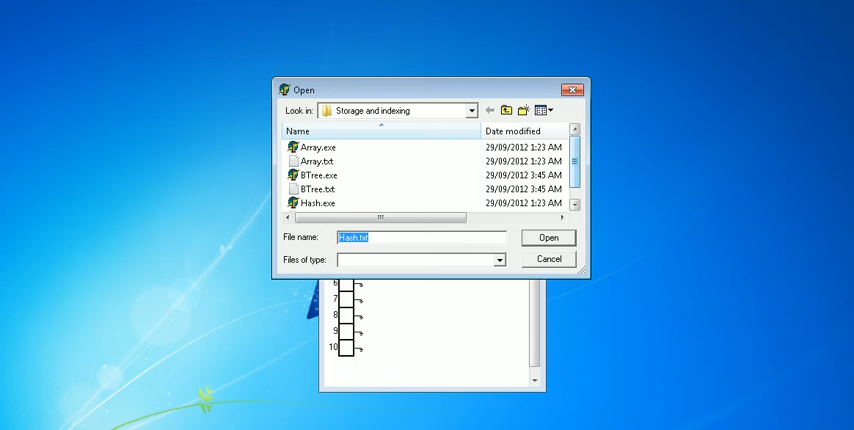 Open
Look in: Storage and indexing
Name Date modified
Array.exe 29/09/2012 1:23 AM
Array.txt 29/09/2012 1:23 AM
BTree.exe 29/09/2012 3:45 AM
BTree.txt 29/09/2012 3:45 AM
Hash.exe 29/09/2012 1:23 AM
File name: Hash.txt Open
Files of type: Cancel
6
7
8
9
10